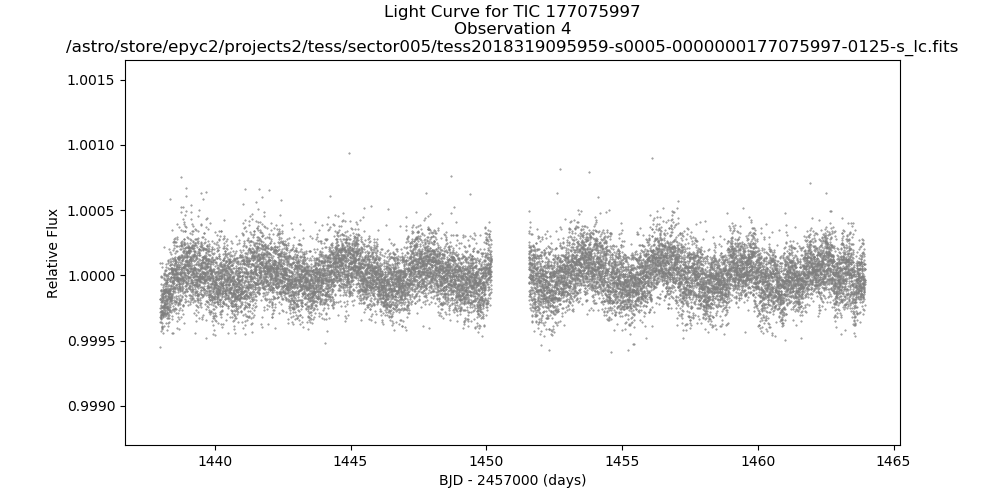 Light Curve for TIC 177075997
Observation 4
/astro/store/epyc2/projects2/tess/sector005/tess2018319095959-s0005-0000000177075997-0125-s_lc.fits
1.0015
1.0010
1.0005
1.0000
0.9995
0.9990
Relative Flux
1440
1445
1450
1455
1460
1465
BJD - 2457000 (days)